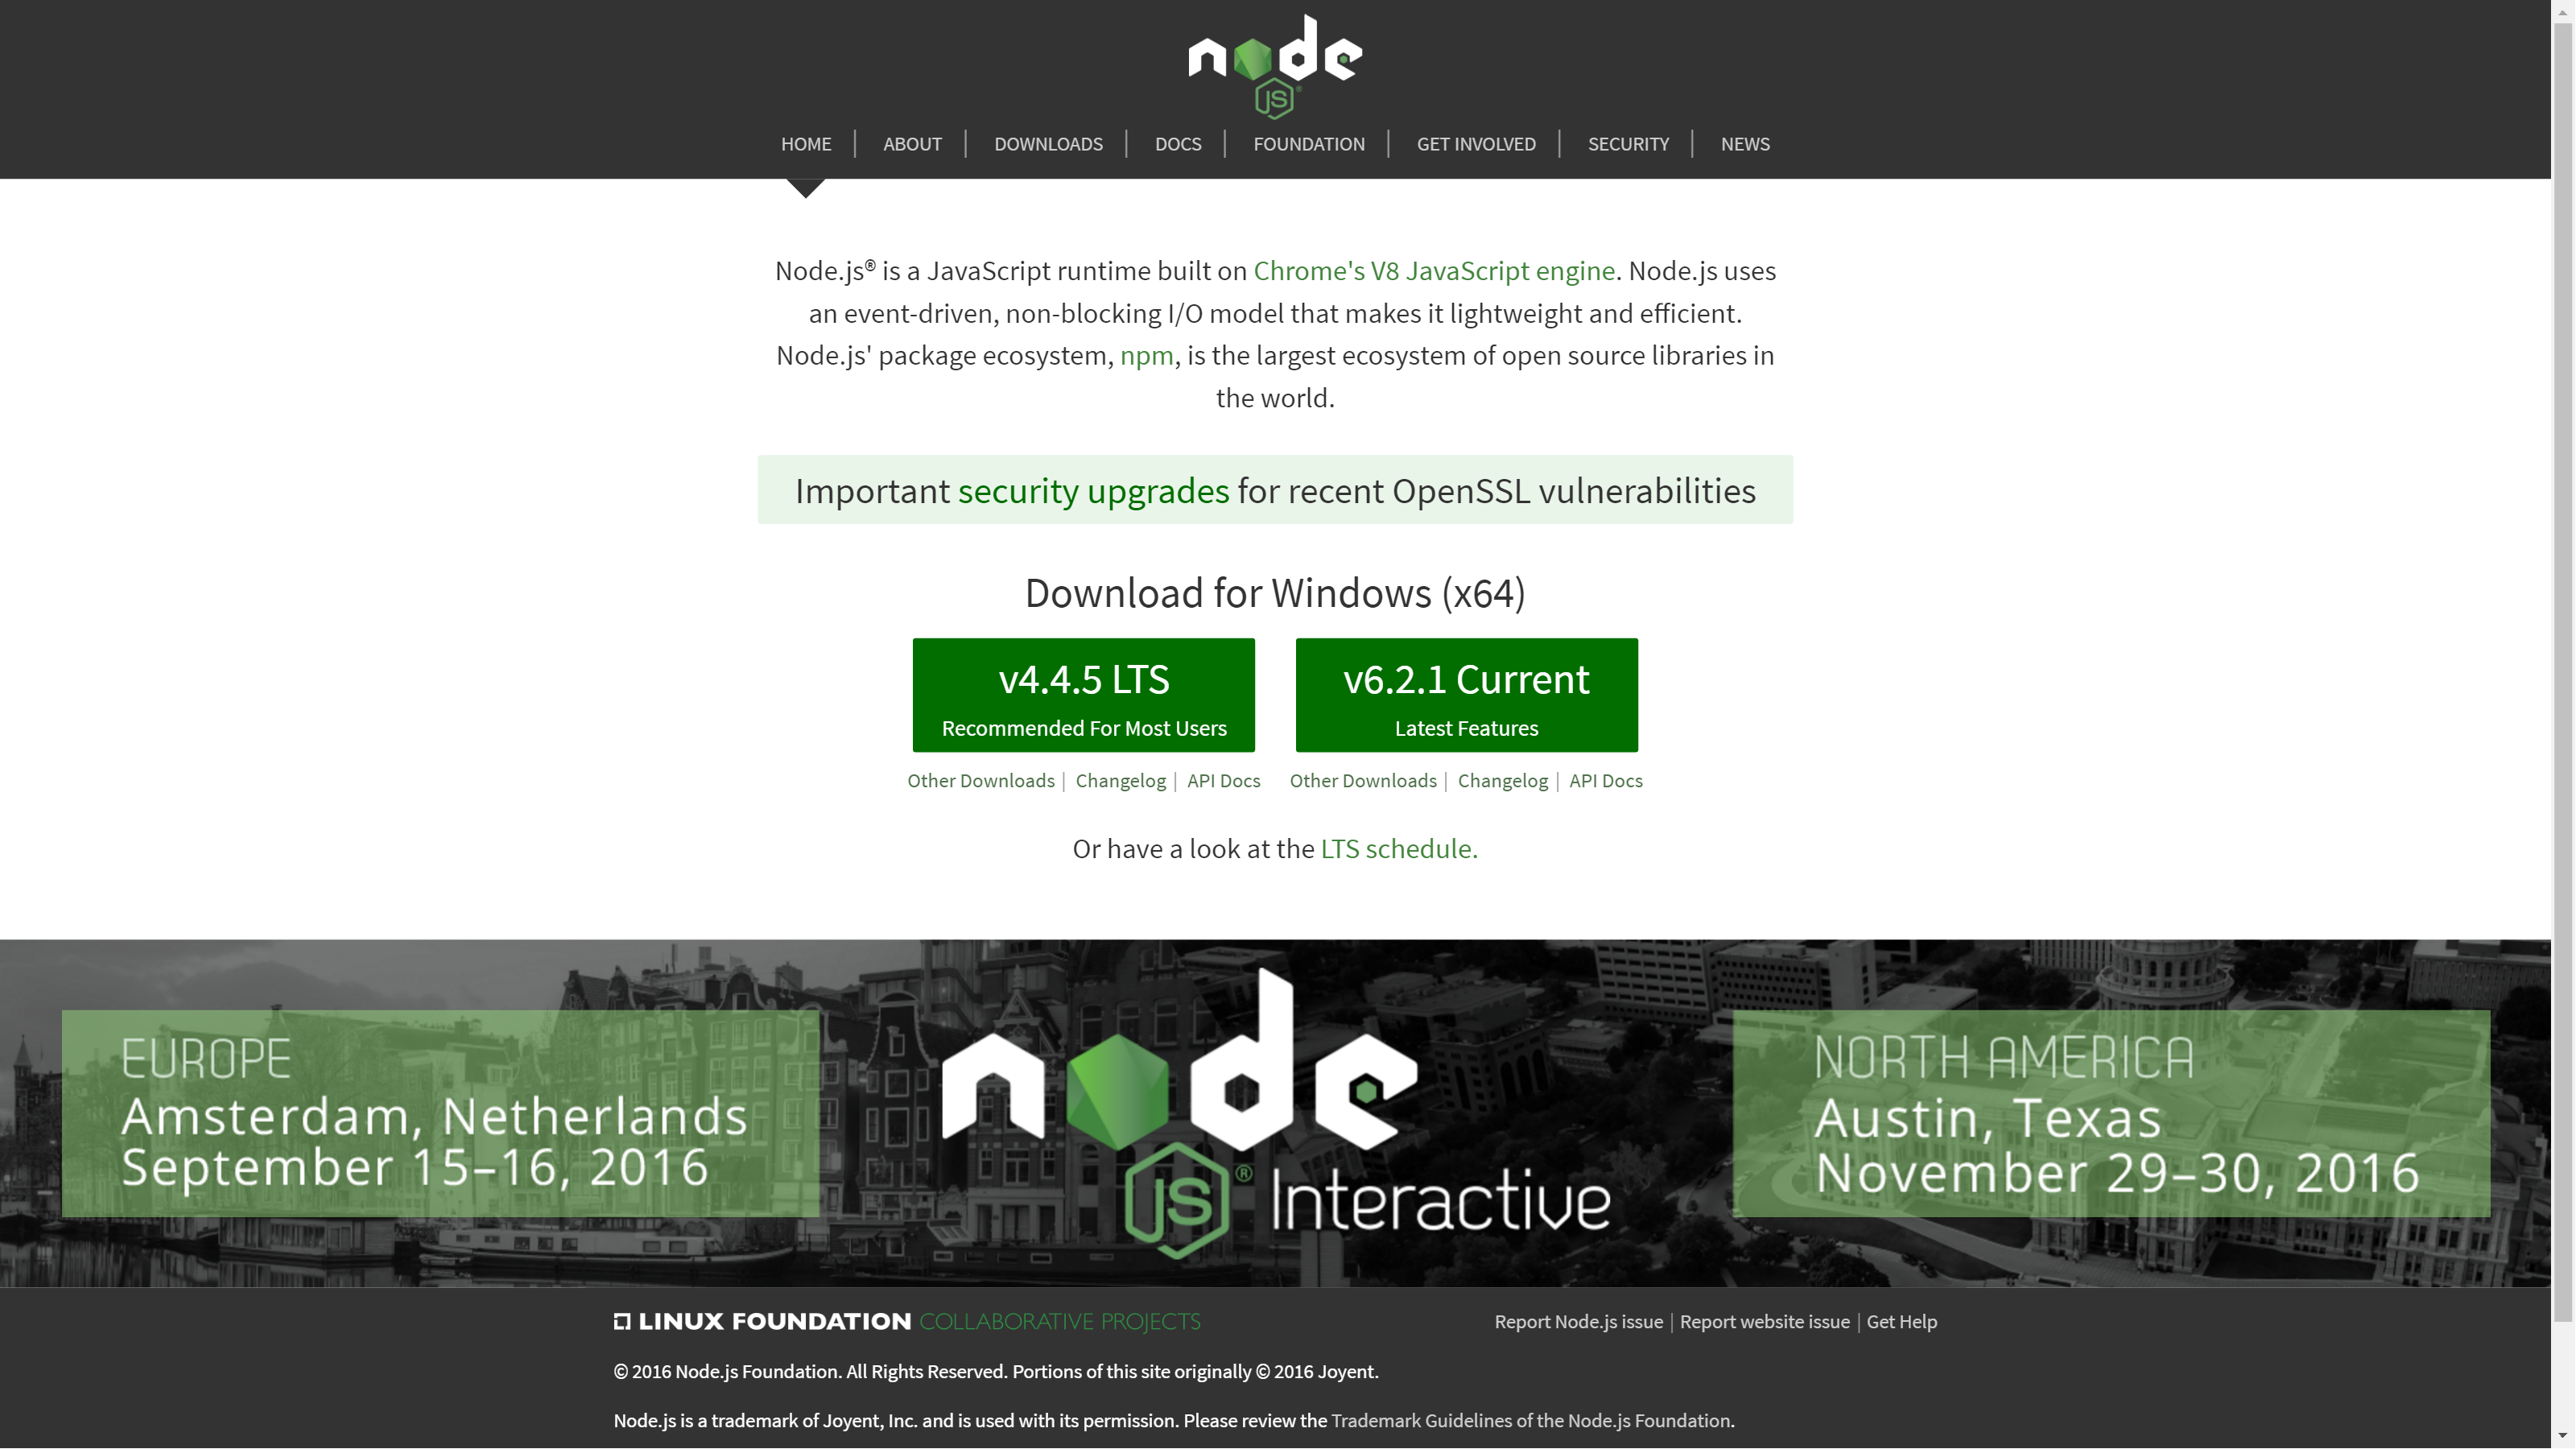 node
JS®
HOME | ABOUT | DOWNLOADS | DOCS | FOUNDATION | GET INVOLVED | SECURITY | NEWS
Node.js® is a JavaScript runtime built on Chrome's V8 JavaScript engine. Node.js uses
an event-driven, non-blocking I/O model that makes it lightweight and efficient.
Node.js' package ecosystem, npm, is the largest ecosystem of open source libraries in
the world.
Important security upgrades for recent OpenSSL vulnerabilities
Download for Windows (x64)
v4.4.5 LTS
Recommended For Most Users
Other Downloads | Changelog | API Docs
v6.2.1 Current
Latest Features
Other Downloads | Changelog | API Docs
Or have a look at the LTS schedule.
EUROPE
Amsterdam, Netherlands
September 15–16, 2016
node
JS® Interactive
NORTH AMERICA
Austin, Texas
November 29–30, 2016
LINUX FOUNDATION COLLABORATIVE PROJECTS
Report Node.js issue | Report website issue | Get Help
© 2016 Node.js Foundation. All Rights Reserved. Portions of this site originally © 2016 Joyent.
Node.js is a trademark of Joyent, Inc. and is used with its permission. Please review the Trademark Guidelines of the Node.js Foundation.